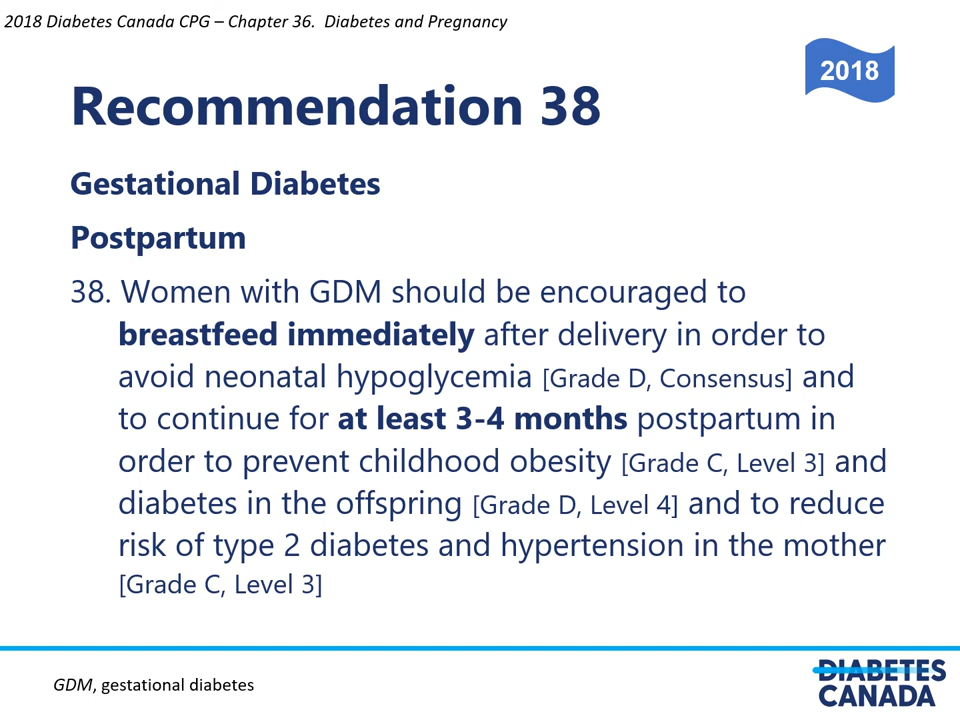 2018 Diabetes Canada CPG – Chapter 36.  Diabetes and Pregnancy
2018
Recommendation 38
Gestational Diabetes
Postpartum
38. Women with GDM should be encouraged to
breastfeed immediately after delivery in order to
avoid neonatal hypoglycemia [Grade D, Consensus] and
to continue for at least 3-4 months postpartum in
order to prevent childhood obesity [Grade C, Level 3] and
diabetes in the offspring [Grade D, Level 4] and to reduce
risk of type 2 diabetes and hypertension in the mother
[Grade C, Level 3]
GDM, gestational diabetes
DIABETES
CANADA